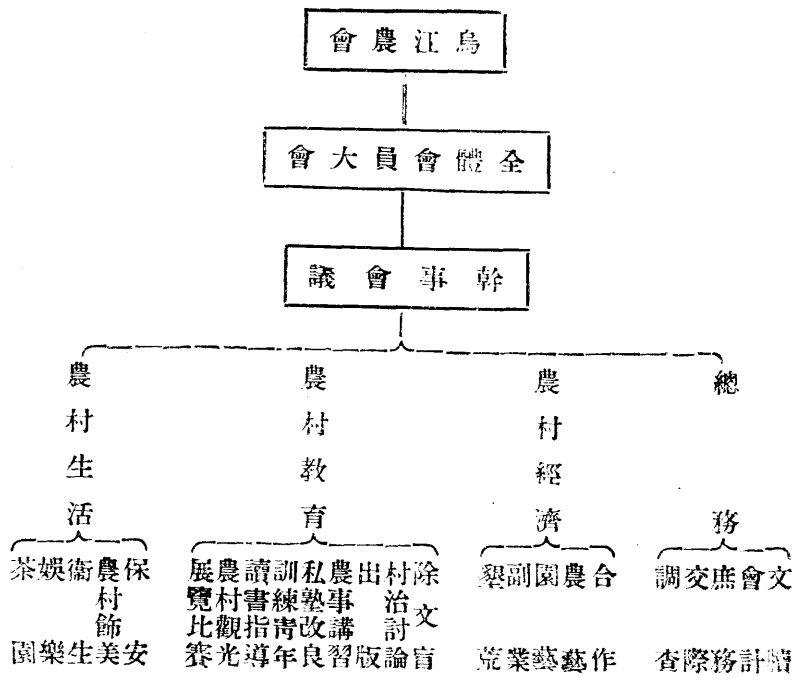 烏江農會
全體會員大會
幹事會議
總務
文牘
會計
庶務
交際
調查
農村經濟
合作
農藝
園藝
副業
墾荒
農村教育
除文盲
村治討論
出版
農事講習
私塾改良
訓練青年
讀書指導
農村觀光
展覽比賽
農村生活
保安
農村飾美
衛生
娛樂
茶園